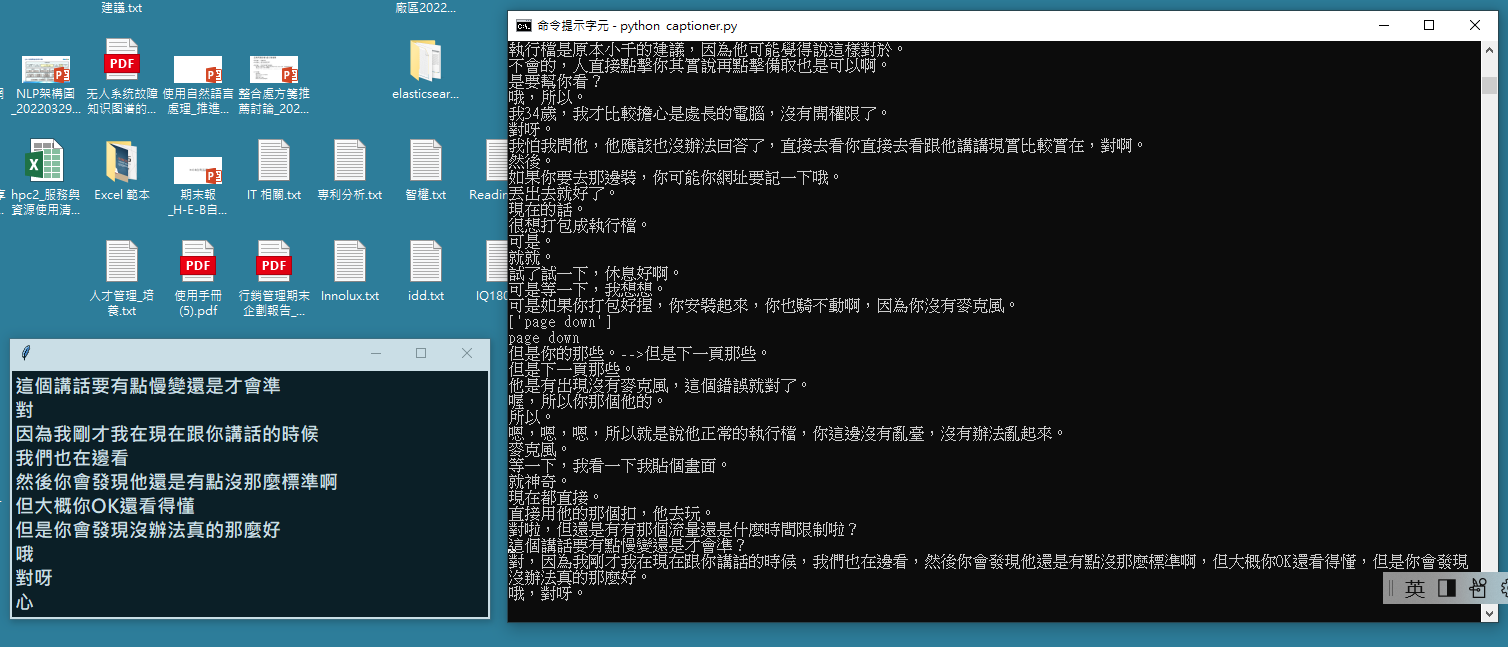 建議.txt
廠區2022...
NLP架構圖
_20220329...
无人系统故障
知识图谱的...
使用自然語言
處理_推進...
整合處方箋推
薦討論_202...
elasticsear...
hpc2_服務與
資源使用清...
Excel 範本
期末報
_H-E-B自...
IT 相關.txt
專利分析.txt
智權.txt
Readin
人才管理_培
養.txt
使用手冊
(5).pdf
行銷管理期末
企劃報告_...
Innolux.txt
idd.txt
IQ180
這個講話要有點慢變還是才會準
對
因為我剛才我在現在跟你講話的時候
我們也在邊看
然後你會發現他還是有點沒那麼標準啊
但大概你OK還看得懂
但是你會發現沒辦法真的那麼好
哦
對呀
心
命令提示字元 - python captioner.py
執行檔是原本小千的建議，因為他可能覺得說這樣對於。
不會的，人直接點擊你其實說再點擊備取也是可以啊。
是要幫你看？
哦，所以。
我34歲，我才比較擔心是處長的電腦，沒有開權限了。
對呀。
我怕我問他，他應該也沒辦法回答了，直接去看你直接去看跟他講講現實比較實在，對啊。
然後。
如果你要去那邊裝，你可能你網址要記一下哦。
丟出去就好了。
現在的話。
很想打包成執行檔。
可是。
就就。
試了試一下，休息好啊。
可是等一下，我想想。
可是如果你打包好捏，你安裝起來，你也騎不動啊，因為你沒有麥克風。
['page down']
page down
但是你的那些。-->但是下一頁那些。
但是下一頁那些。
他是有出現沒有麥克風，這個錯誤就對了。
喔，所以你那個他的。
所以。
嗯，嗯，嗯，所以就是說他正常的執行檔，你這邊沒有亂臺，沒有辦法亂起來。
麥克風。
等一下，我看一下我貼個畫面。
就神奇。
現在都直接。
直接用他的那個扣，他去玩。
對啦，但還是有有那個流量還是什麼時間限制啦？
這個講話要有點慢變還是才會準？
對，因為我剛才我在現在跟你講話的時候，我們也在邊看，然後你會發現他還是有點沒那麼標準啊，但大概你OK還看得懂，但是你會發現
沒辦法真的那麼好。
哦，對呀。
英